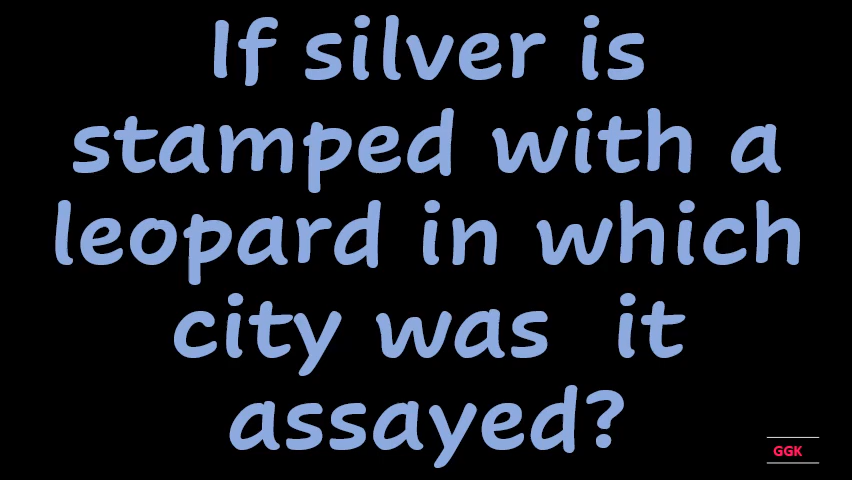 If silver is
stamped with a
leopard in which
city was it
assayed?
GGK